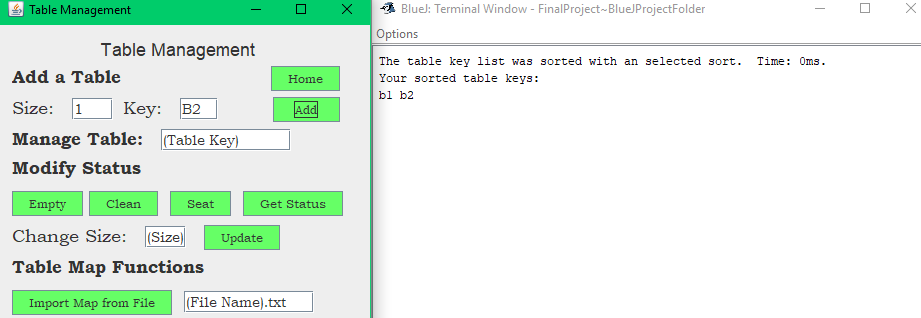 Table Management
Table Management
Add a Table
Home
Size: 1 Key: B2 Add
Manage Table: (Table Key)
Modify Status
Empty Clean Seat Get Status
Change Size: (Size) Update
Table Map Functions
Import Map from File (File Name).txt
BlueJ: Terminal Window - FinalProject~BlueJProjectFolder
Options
The table key list was sorted with an selected sort. Time: 0ms.
Your sorted table keys:
b1 b2